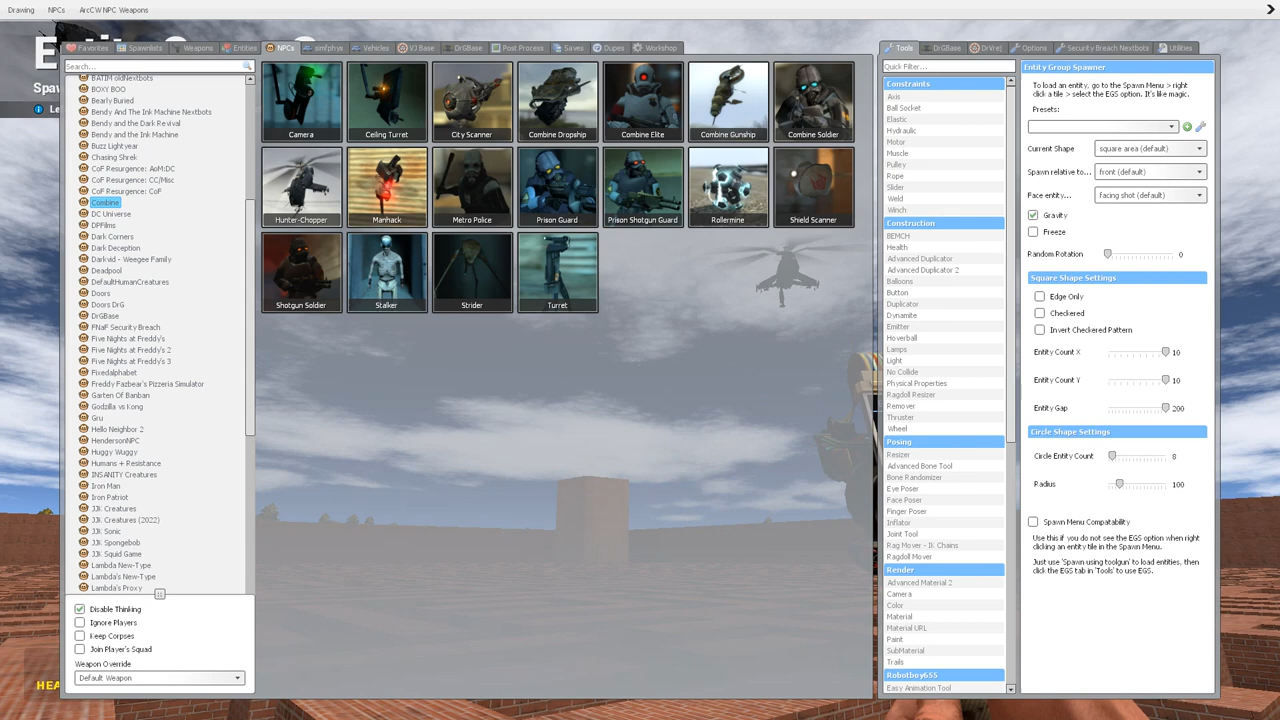 Drawing NPCs ArcCW NPC Weapons
Favorites Spawnlists Weapons Entities NPCs simfphys Vehicles VJ Base DrGBase Post Process Saves Dupes Workshop
Search...
BATIM oldNextbots
BOXY BOO
Bearly Buried
Bendy And The Ink Machine Nextbots
Bendy and the Dark Revival
Bendy and the Ink Machine
Buzz Lightyear
Chasing Shrek
CoF Resurgence: AoM:DC
CoF Resurgence: CC/Misc
CoF Resurgence: CoF
Combine
DC Universe
DPFilms
Dark Corners
Dark Deception
Darkvid - Weegee Family
Deadpool
DefaultHumanCreatures
Doors
Doors DrG
DrGBase
FNaF Security Breach
Five Nights at Freddy's
Five Nights at Freddy's 2
Five Nights at Freddy's 3
Fixedalphabet
Freddy Fazbear's Pizzeria Simulator
Garten Of Banban
Godzilla vs Kong
Gru
Hello Neighbor 2
HendersonNPC
Huggy Wuggy
Humans + Resistance
INSANITY Creatures
Iron Man
Iron Patriot
JJK Creatures
JJK Creatures (2022)
JJK Sonic
JJK Spongebob
JJK Squid Game
Lambda New-Type
Lambda's New-Type
Lambda's Proxy
Disable Thinking
Ignore Players
Keep Corpses
Join Player's Squad
Weapon Override
Default Weapon
Camera Ceiling Turret City Scanner Combine Dropship Combine Elite Combine Gunship Combine Soldier
Hunter-Chopper Manhack Metro Police Prison Guard Prison Shotgun Guard Rollermine Shield Scanner
Shotgun Soldier Stalker Strider Turret
Tools DrGBase DrVrej Options Security Breach Nextbots Utilities
Quick Filter...
Constraints
Axis
Ball Socket
Elastic
Hydraulic
Motor
Muscle
Pulley
Rope
Slider
Weld
Winch
Construction
BEMCH
Health
Advanced Duplicator
Advanced Duplicator 2
Balloons
Button
Duplicator
Dynamite
Emitter
Hoverball
Lamps
Light
No Collide
Physical Properties
Ragdoll Resizer
Remover
Thruster
Wheel
Posing
Resizer
Advanced Bone Tool
Bone Randomizer
Eye Poser
Face Poser
Finger Poser
Inflator
Joint Tool
Rag Mover - IK Chains
Ragdoll Mover
Render
Advanced Material 2
Camera
Color
Material
Material URL
Paint
SubMaterial
Trails
Robotboy655
Easy Animation Tool
Entity Group Spawner
To load an entity, go to the Spawn Menu > right
click a tile > select the EGS option. It's like magic.
Presets:
Current Shape square area (default)
Spawn relative to... front (default)
Face entity... facing shot (default)
Gravity
Freeze
Random Rotation 0
Square Shape Settings
Edge Only
Checkered
Invert Checkered Pattern
Entity Count X 10
Entity Count Y 10
Entity Gap 200
Circle Shape Settings
Circle Entity Count 8
Radius 100
Spawn Menu Compatability
Use this if you do not see the EGS option when right
clicking an entity tile in the Spawn Menu.
Just use 'Spawn using toolgun' to load entities, then
click the EGS tab in 'Tools' to use EGS.